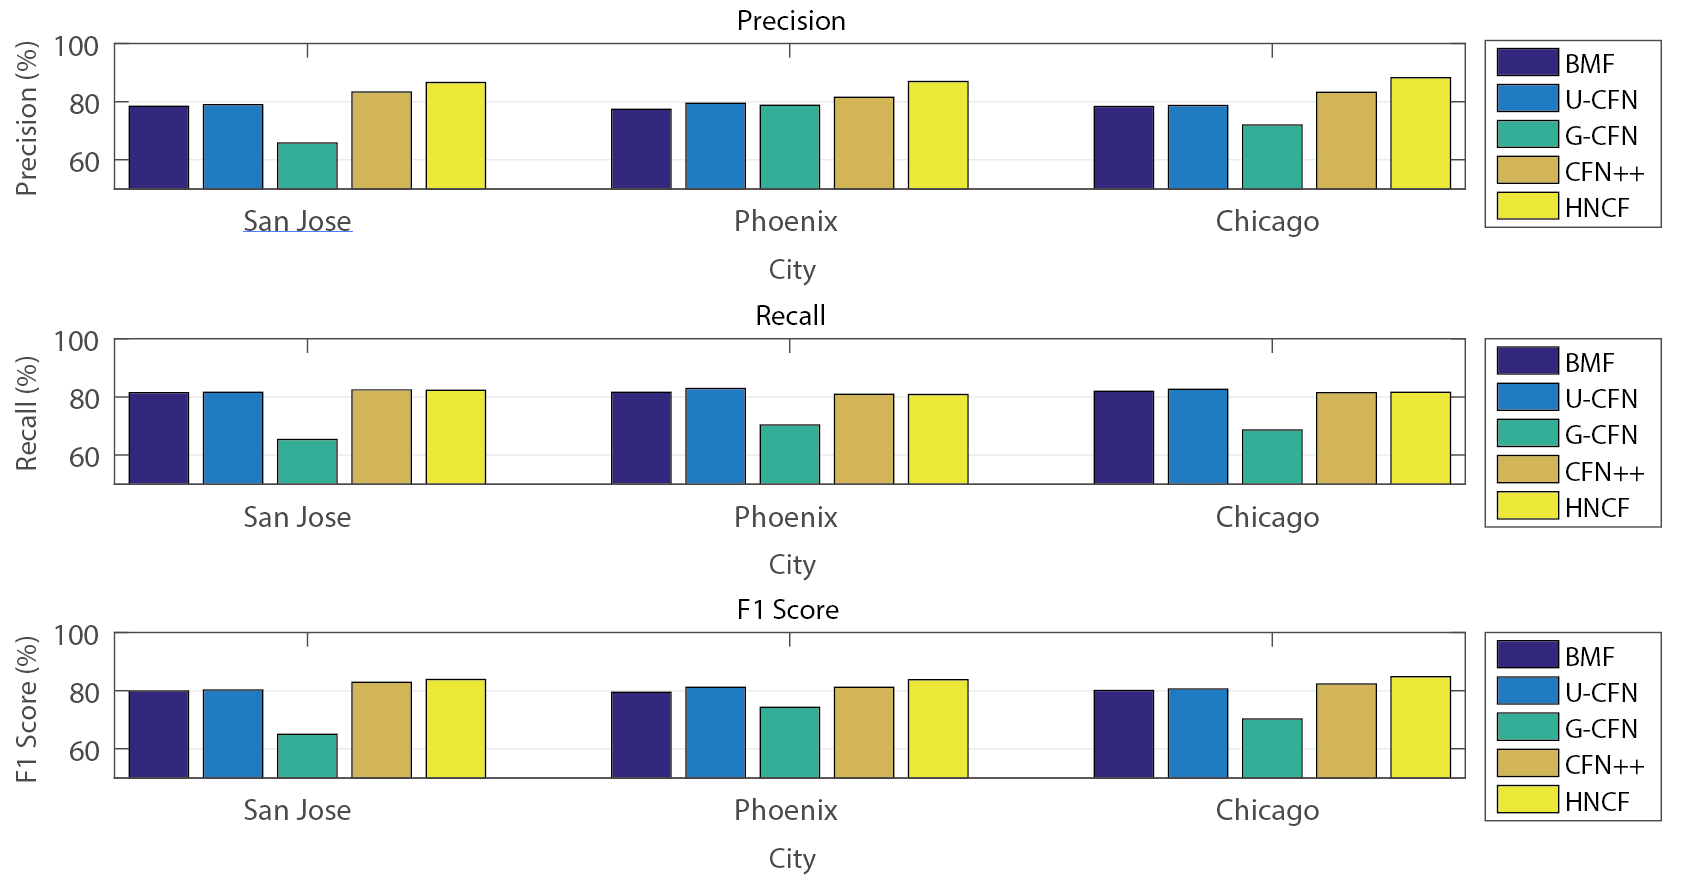 Precision
Precision (%)
100
80
60
San Jose
Phoenix
Chicago
City
BMF
U-CFN
G-CFN
CFN++
HNCF
Recall
Recall (%)
100
80
60
San Jose
Phoenix
Chicago
City
BMF
U-CFN
G-CFN
CFN++
HNCF
F1 Score
F1 Score (%)
100
80
60
San Jose
Phoenix
Chicago
City
BMF
U-CFN
G-CFN
CFN++
HNCF